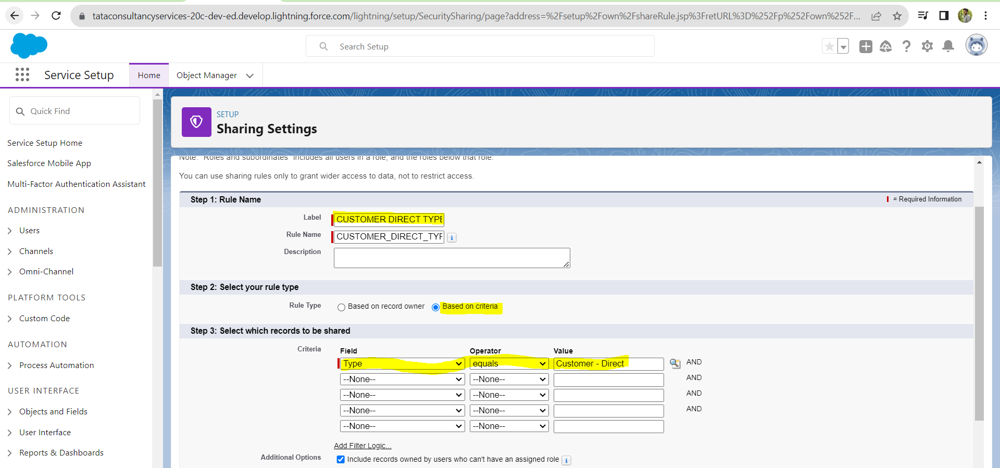 tataconsultancyservices-20c-dev-ed.develop.lightning.force.com/lightning/setup/SecuritySharing/page?address=%2Fsetup%2Fown%2FshareRule.jsp%3FretURL%3D%252Fp%252Fown%252F...
Search Setup
Service Setup
Home
Object Manager
Quick Find
Service Setup Home
Salesforce Mobile App
Multi-Factor Authentication Assistant
ADMINISTRATION
Users
Channels
Omni-Channel
PLATFORM TOOLS
Custom Code
AUTOMATION
Process Automation
USER INTERFACE
Objects and Fields
User Interface
Reports & Dashboards
SETUP
Sharing Settings
Note: "Roles and subordinates" includes all users in a role, and the roles below that role.
You can use sharing rules only to grant wider access to data, not to restrict access.
Step 1: Rule Name
= Required Information
Label
CUSTOMER DIRECT TYPE
Rule Name
CUSTOMER_DIRECT_TYP
Description
Step 2: Select your rule type
Rule Type
Based on record owner
Based on criteria
Step 3: Select which records to be shared
Criteria
Field Operator Value
Type equals Customer - Direct AND
--None-- --None-- AND
--None-- --None-- AND
--None-- --None-- AND
--None-- --None--
Add Filter Logic...
Additional Options
Include records owned by users who can't have an assigned role